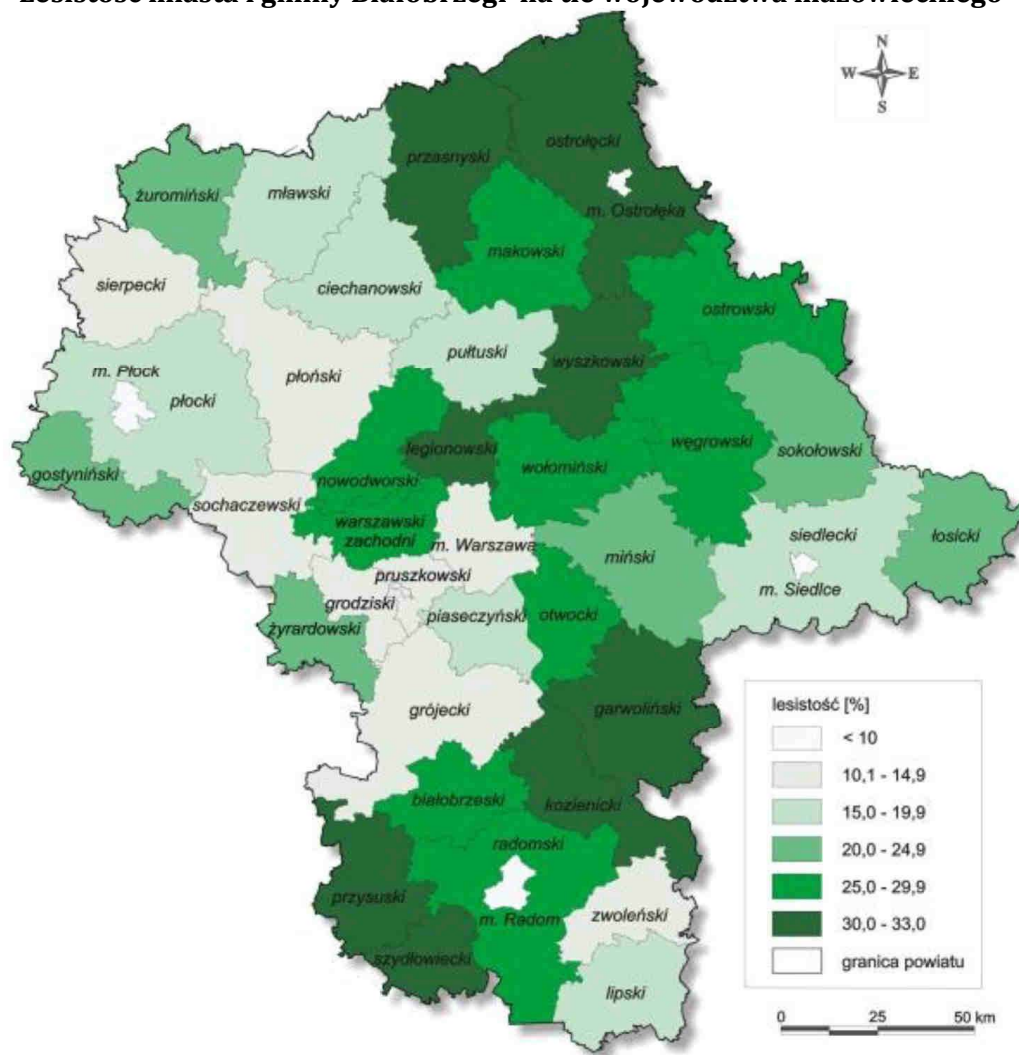 Lesistość miasta i gminy Białobrzegi na tle województwa mazowieckiego
N
W E
S
ostrołęcki
przasnyski
mławski
żuromiński
m. Ostrołęka
makowski
sierpecki
ciechanowski
ostrowski
pułtuski
wyszkowski
m. Płock
płoński
płocki
legionowski
węgrowski
sokołowski
gostyniński
wołomiński
nowodworski
sochaczewski
warszawski
zachodni
m. Warszawa
siedlecki
łosicki
miński
pruszkowski
m. Siedlce
grodziski
piaseczyński
otwocki
żyrardowski
grójecki
garwoliński
białobrzeski
kozienicki
radomski
przysuski
m. Radom
zwoleński
szydłowiecki
lipski
lesistość [%]
< 10
10,1 - 14,9
15,0 - 19,9
20,0 - 24,9
25,0 - 29,9
30,0 - 33,0
granica powiatu
0 25 50 km